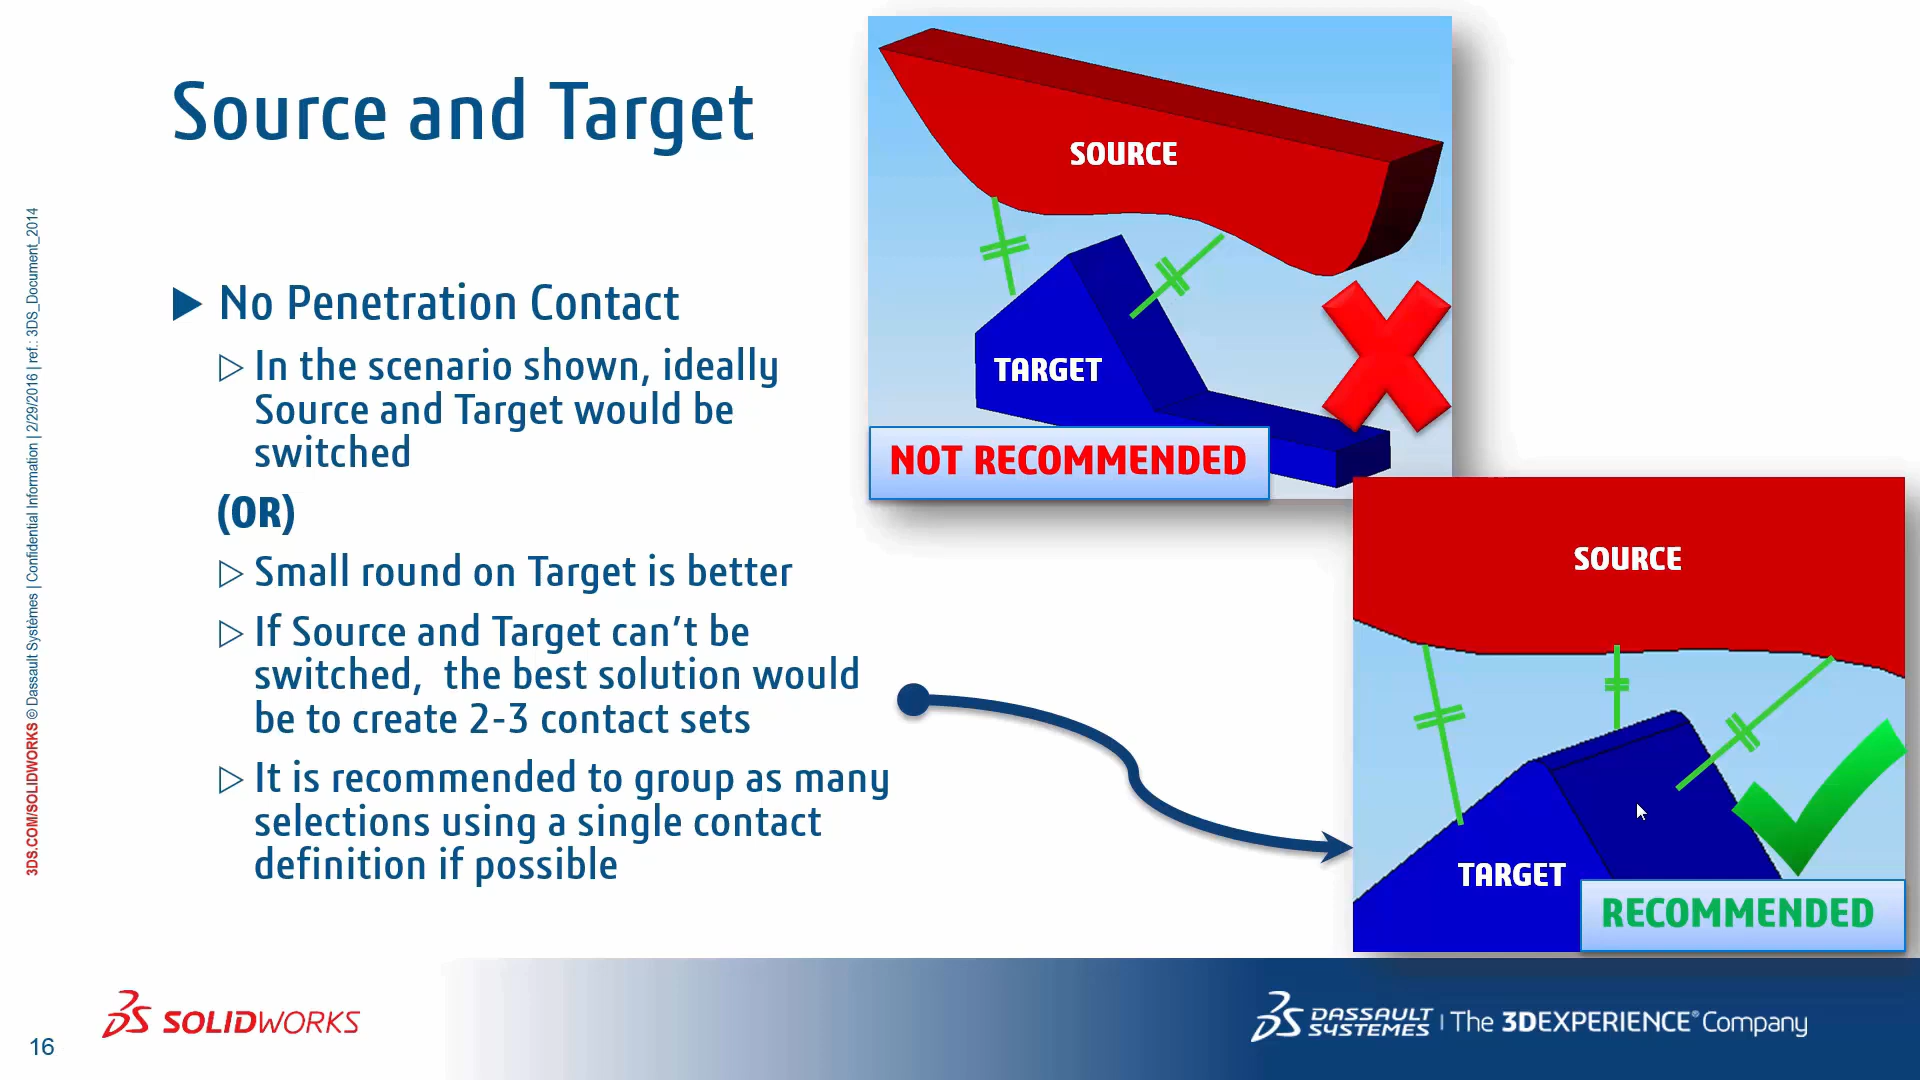 Source and Target
No Penetration Contact
In the scenario shown, ideally
Source and Target would be
switched
(OR)
Small round on Target is better
If Source and Target can’t be
switched,  the best solution would
be to create 2-3 contact sets
It is recommended to group as many
selections using a single contact
definition if possible
SOURCE
TARGET
NOT RECOMMENDED
SOURCE
TARGET
RECOMMENDED
3DS.COM/SOLIDWORKS © Dassault Systèmes | Confidential Information | 2/29/2016 | ref.: 3DS_Document_2014
16
SOLIDWORKS
DASSAULT
SYSTEMES
The 3DEXPERIENCE® Company